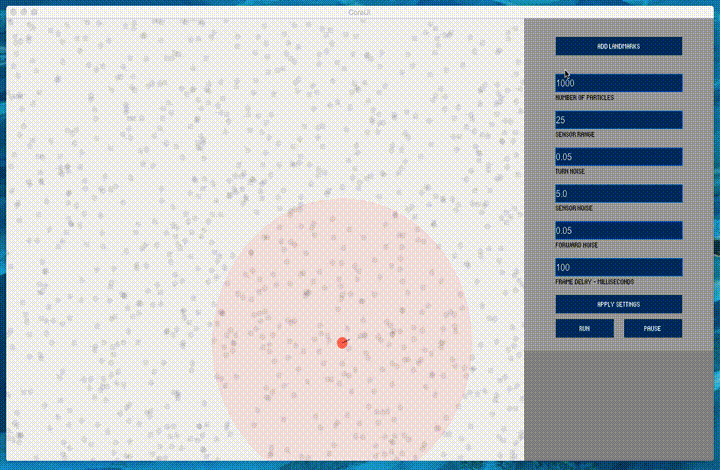 CoreUI
ADD LANDMARKS
1000
NUMBER OF PARTICLES
25
SENSOR RANGE
0.05
TURN NOISE
5.0
SENSOR NOISE
0.05
FORWARD NOISE
100
FRAME DELAY - MILLISECONDS
APPLY SETTINGS
RUN PAUSE